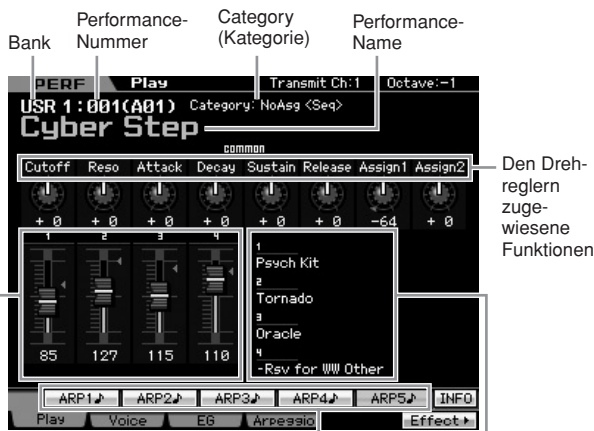 Bank
Performance-
Nummer
Category
(Kategorie)
Performance-
Name
PERF Play Transmit Ch:1 Octave:-1
USR 1:001(A01) Category: NoAsg <Seq>
Cyber Step
common
Cutoff Reso Attack Decay Sustain Release Assign1 Assign2
+ 0 + 0 + 0 + 0 + 0 + 0 -64 + 0
Den Dreh-
reglern
zuge-
wiesene
Funktionen
1 2 3 4
85 127 115 110
1
Psych Kit
2
Tornado
3
Oracle
4
-Rsv for WW Other
ARP1♪ ARP2♪ ARP3♪ ARP4♪ ARP5♪ INFO
Play Voice EG Arpeggio Effect